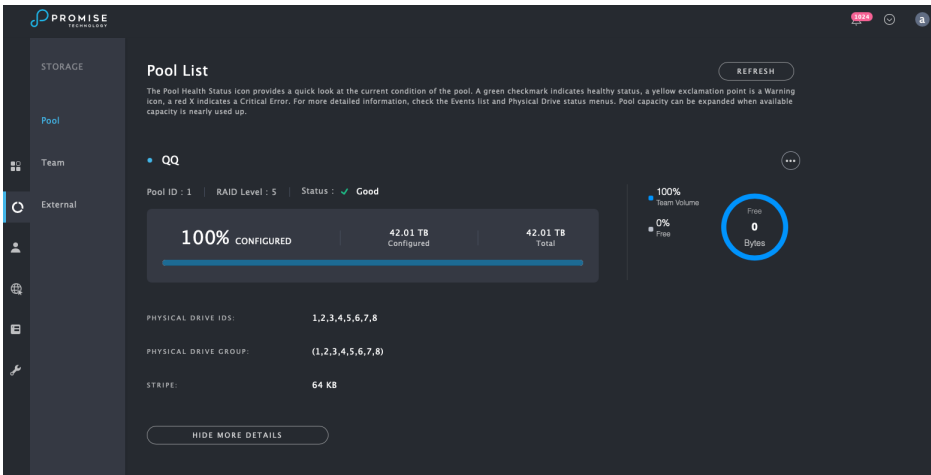 PROMISE
TECHNOLOGY
1024
a
STORAGE
Pool
Team
External
Pool List
REFRESH
The Pool Health Status icon provides a quick look at the current condition of the pool. A green checkmark indicates healthy status, a yellow exclamation point is a Warning
icon, a red X indicates a Critical Error. For more detailed information, check the Events list and Physical Drive status menus. Pool capacity can be expanded when available
capacity is nearly used up.
QQ
Pool ID : 1 | RAID Level : 5 | Status : Good
100% CONFIGURED
42.01 TB
Configured
42.01 TB
Total
100%
Team Volume
0%
Free
Free
0
Bytes
PHYSICAL DRIVE IDS: 1,2,3,4,5,6,7,8
PHYSICAL DRIVE GROUP: (1,2,3,4,5,6,7,8)
STRIPE: 64 KB
HIDE MORE DETAILS